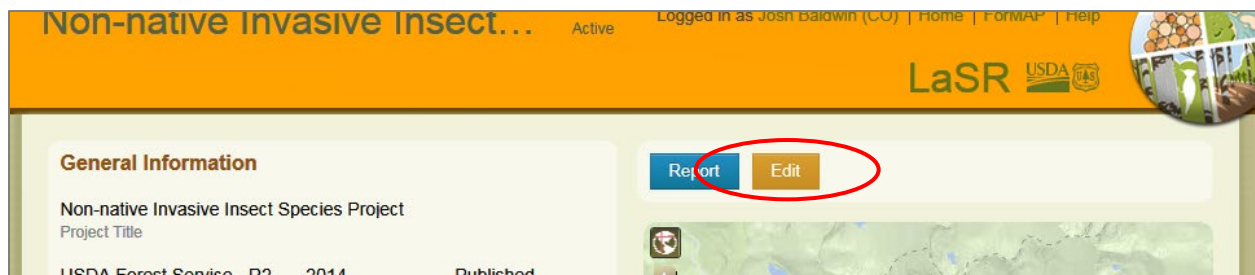 Non-native Invasive Insect… Active
Logged in as Josh Baldwin (CO) | Home | ForMAP | Help
LaSR USDA UAS
General Information
Non-native Invasive Insect Species Project
Project Title
USDA Forest Service - R2 2014 Published
Report Edit